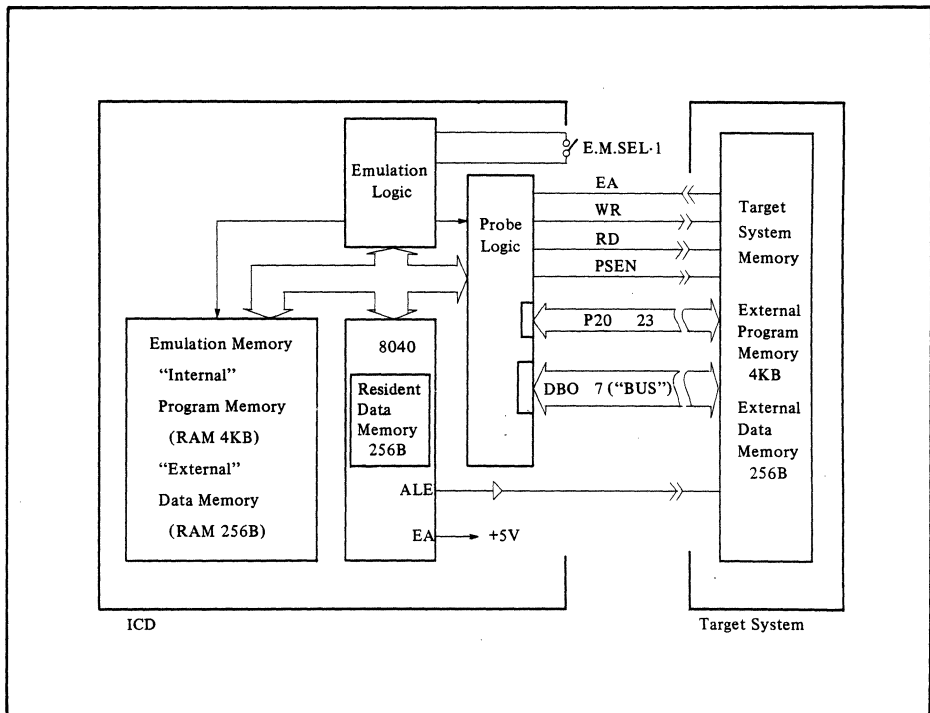 Emulation
Logic
E.M.SEL·1
Probe
Logic
EA
WR
RD
PSEN
P20 23
DBO 7 ("BUS")
Target
System
Memory
External
Program
Memory
4KB
External
Data
Memory
256B
Emulation Memory
"Internal"
Program Memory
(RAM 4KB)
"External"
Data Memory
(RAM 256B)
8040
Resident
Data
Memory
256B
ALE
EA
+5V
ICD
Target System